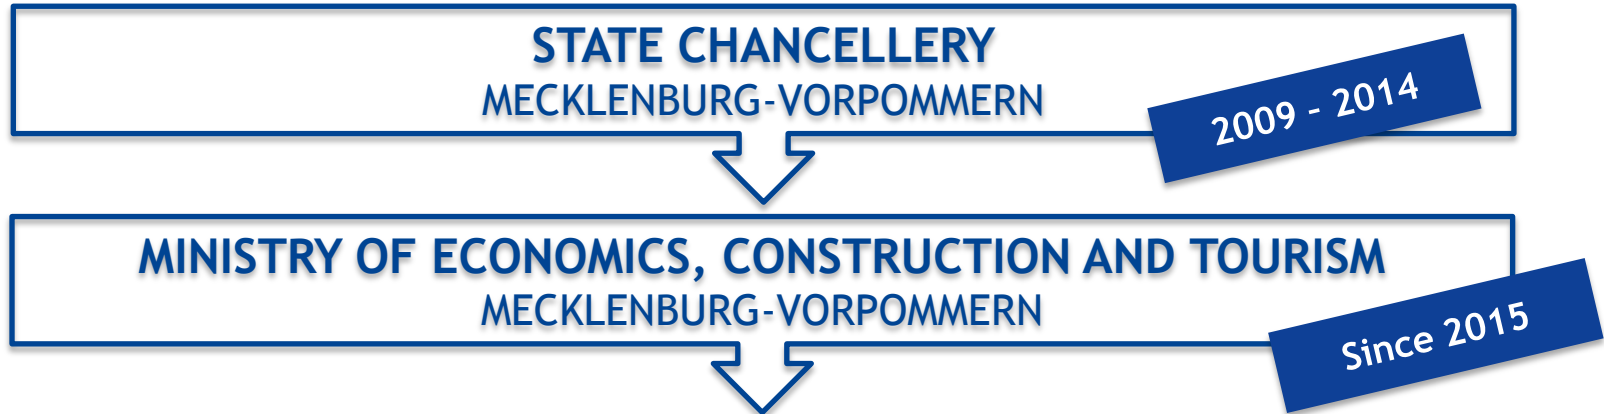 STATE CHANCELLERY
MECKLENBURG-VORPOMMERN
2009 – 2014
MINISTRY OF ECONOMICS, CONSTRUCTION AND TOURISM
MECKLENBURG-VORPOMMERN
Since 2015